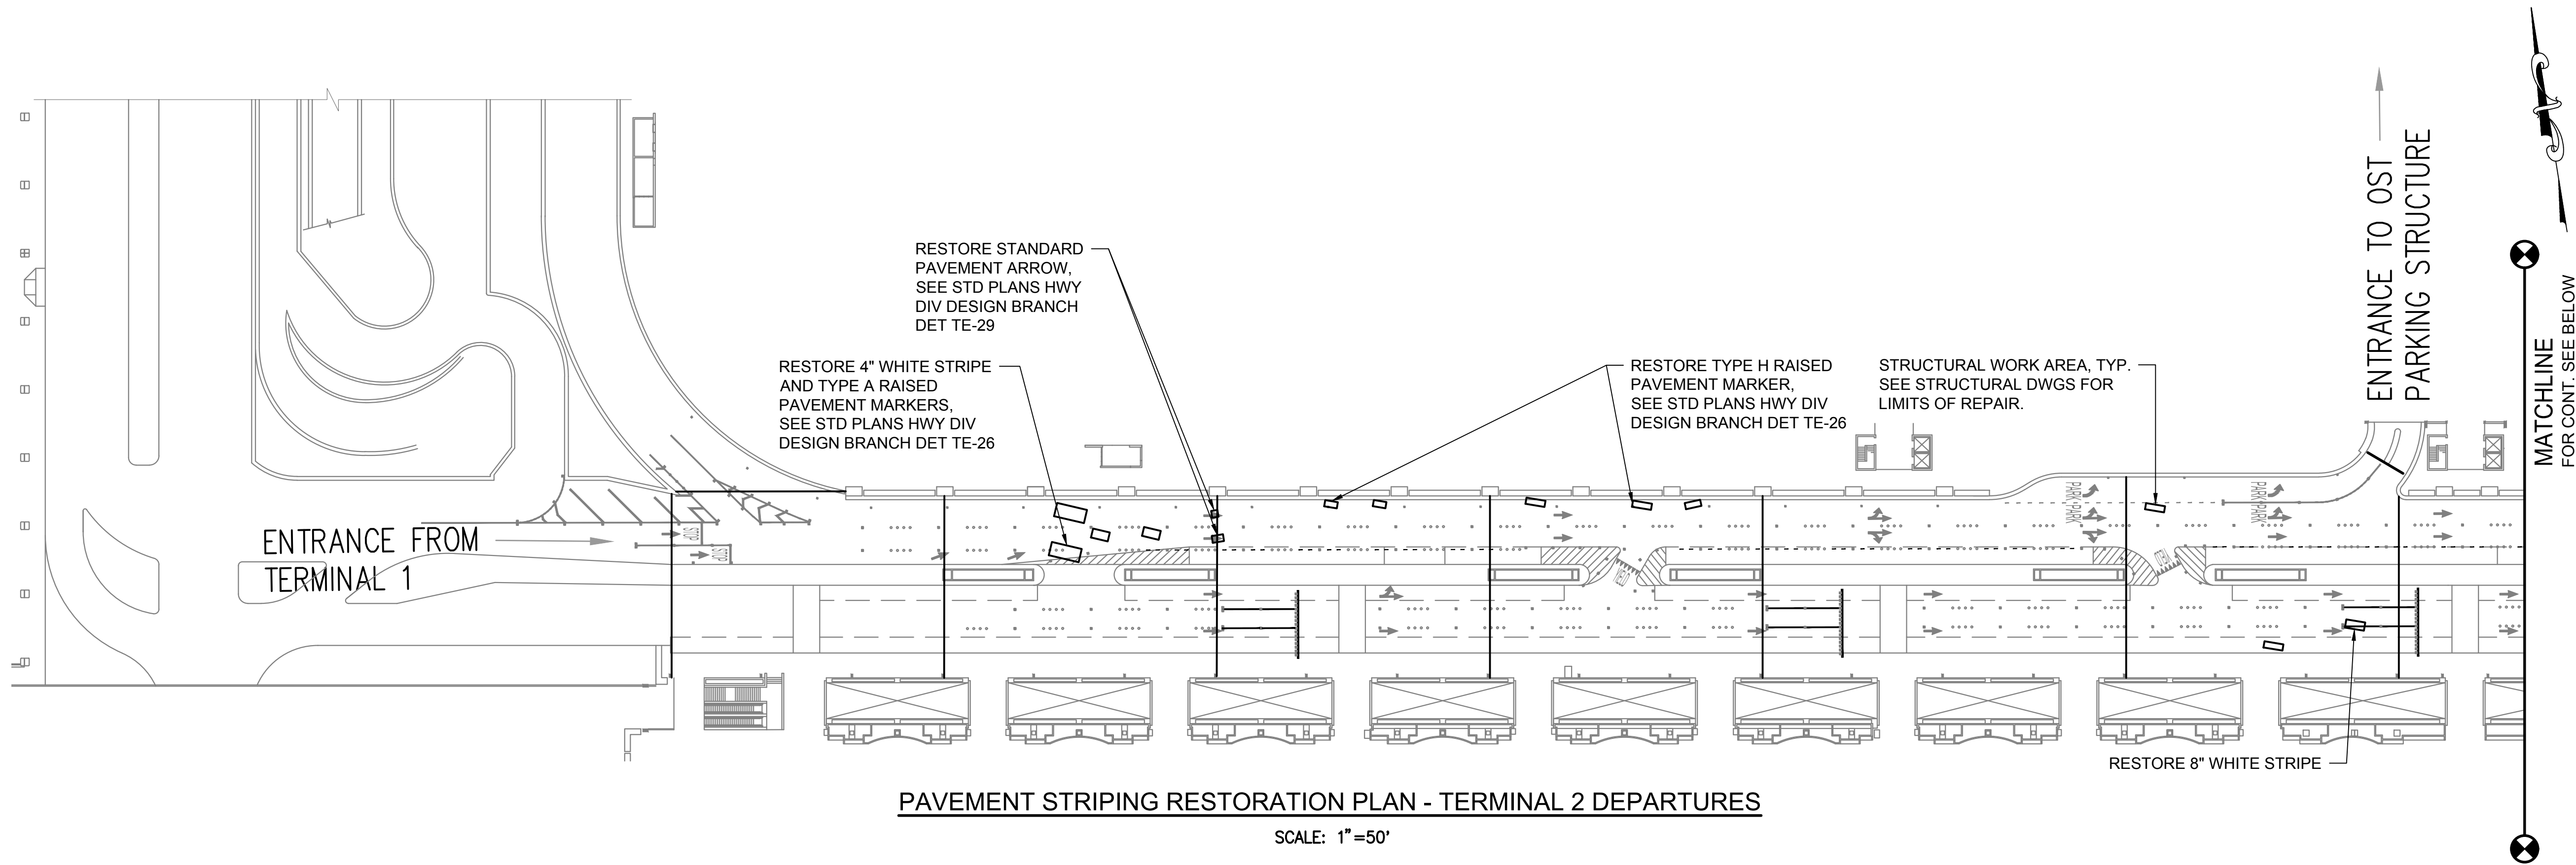 RESTORE STANDARD
PAVEMENT ARROW,
SEE STD PLANS HWY
DIV DESIGN BRANCH
DET TE-29
RESTORE 4" WHITE STRIPE
AND TYPE A RAISED
PAVEMENT MARKERS,
SEE STD PLANS HWY DIV
DESIGN BRANCH DET TE-26
RESTORE TYPE H RAISED
PAVEMENT MARKER,
SEE STD PLANS HWY DIV
DESIGN BRANCH DET TE-26
STRUCTURAL WORK AREA, TYP.
SEE STRUCTURAL DWGS FOR
LIMITS OF REPAIR.
ENTRANCE TO OST
PARKING STRUCTURE
MATCHLINE
FOR CONT. SEE BELOW
ENTRANCE FROM
TERMINAL 1
STOP
STOP
PARK
PARK
PARK
PARK
RESTORE 8" WHITE STRIPE
PAVEMENT STRIPING RESTORATION PLAN - TERMINAL 2 DEPARTURES
SCALE: 1"=50'